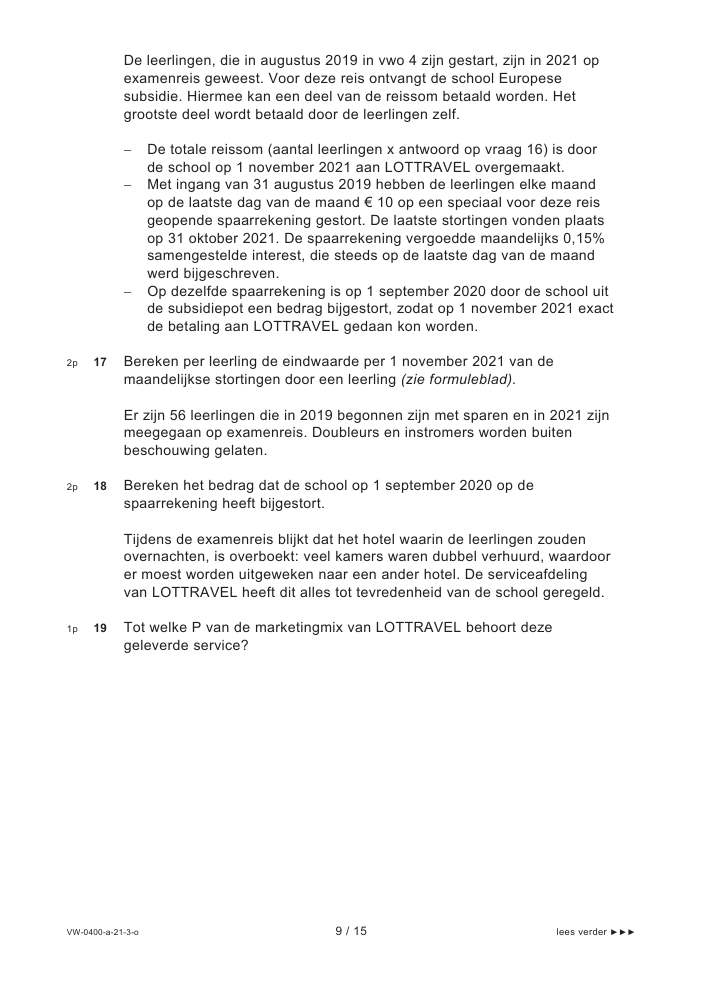 De leerlingen, die in augustus 2019 in vwo 4 zijn gestart, zijn in 2021 op
examenreis geweest. Voor deze reis ontvangt de school Europese
subsidie. Hiermee kan een deel van de reissom betaald worden. Het
grootste deel wordt betaald door de leerlingen zelf.
− De totale reissom (aantal leerlingen x antwoord op vraag 16) is door
de school op 1 november 2021 aan LOTTRAVEL overgemaakt.
− Met ingang van 31 augustus 2019 hebben de leerlingen elke maand
op de laatste dag van de maand € 10 op een speciaal voor deze reis
geopende spaarrekening gestort. De laatste stortingen vonden plaats
op 31 oktober 2021. De spaarrekening vergoedde maandelijks 0,15%
samengestelde interest, die steeds op de laatste dag van de maand
werd bijgeschreven.
− Op dezelfde spaarrekening is op 1 september 2020 door de school uit
de subsidiepot een bedrag bijgestort, zodat op 1 november 2021 exact
de betaling aan LOTTRAVEL gedaan kon worden.
2p 17 Bereken per leerling de eindwaarde per 1 november 2021 van de
maandelijkse stortingen door een leerling (zie formuleblad).
Er zijn 56 leerlingen die in 2019 begonnen zijn met sparen en in 2021 zijn
meegegaan op examenreis. Doubleurs en instromers worden buiten
beschouwing gelaten.
2p 18 Bereken het bedrag dat de school op 1 september 2020 op de
spaarrekening heeft bijgestort.
Tijdens de examenreis blijkt dat het hotel waarin de leerlingen zouden
overnachten, is overboekt: veel kamers waren dubbel verhuurd, waardoor
er moest worden uitgeweken naar een ander hotel. De serviceafdeling
van LOTTRAVEL heeft dit alles tot tevredenheid van de school geregeld.
1p 19 Tot welke P van de marketingmix van LOTTRAVEL behoort deze
geleverde service?
VW-0400-a-21-3-o 9 / 15 lees verder ►►►